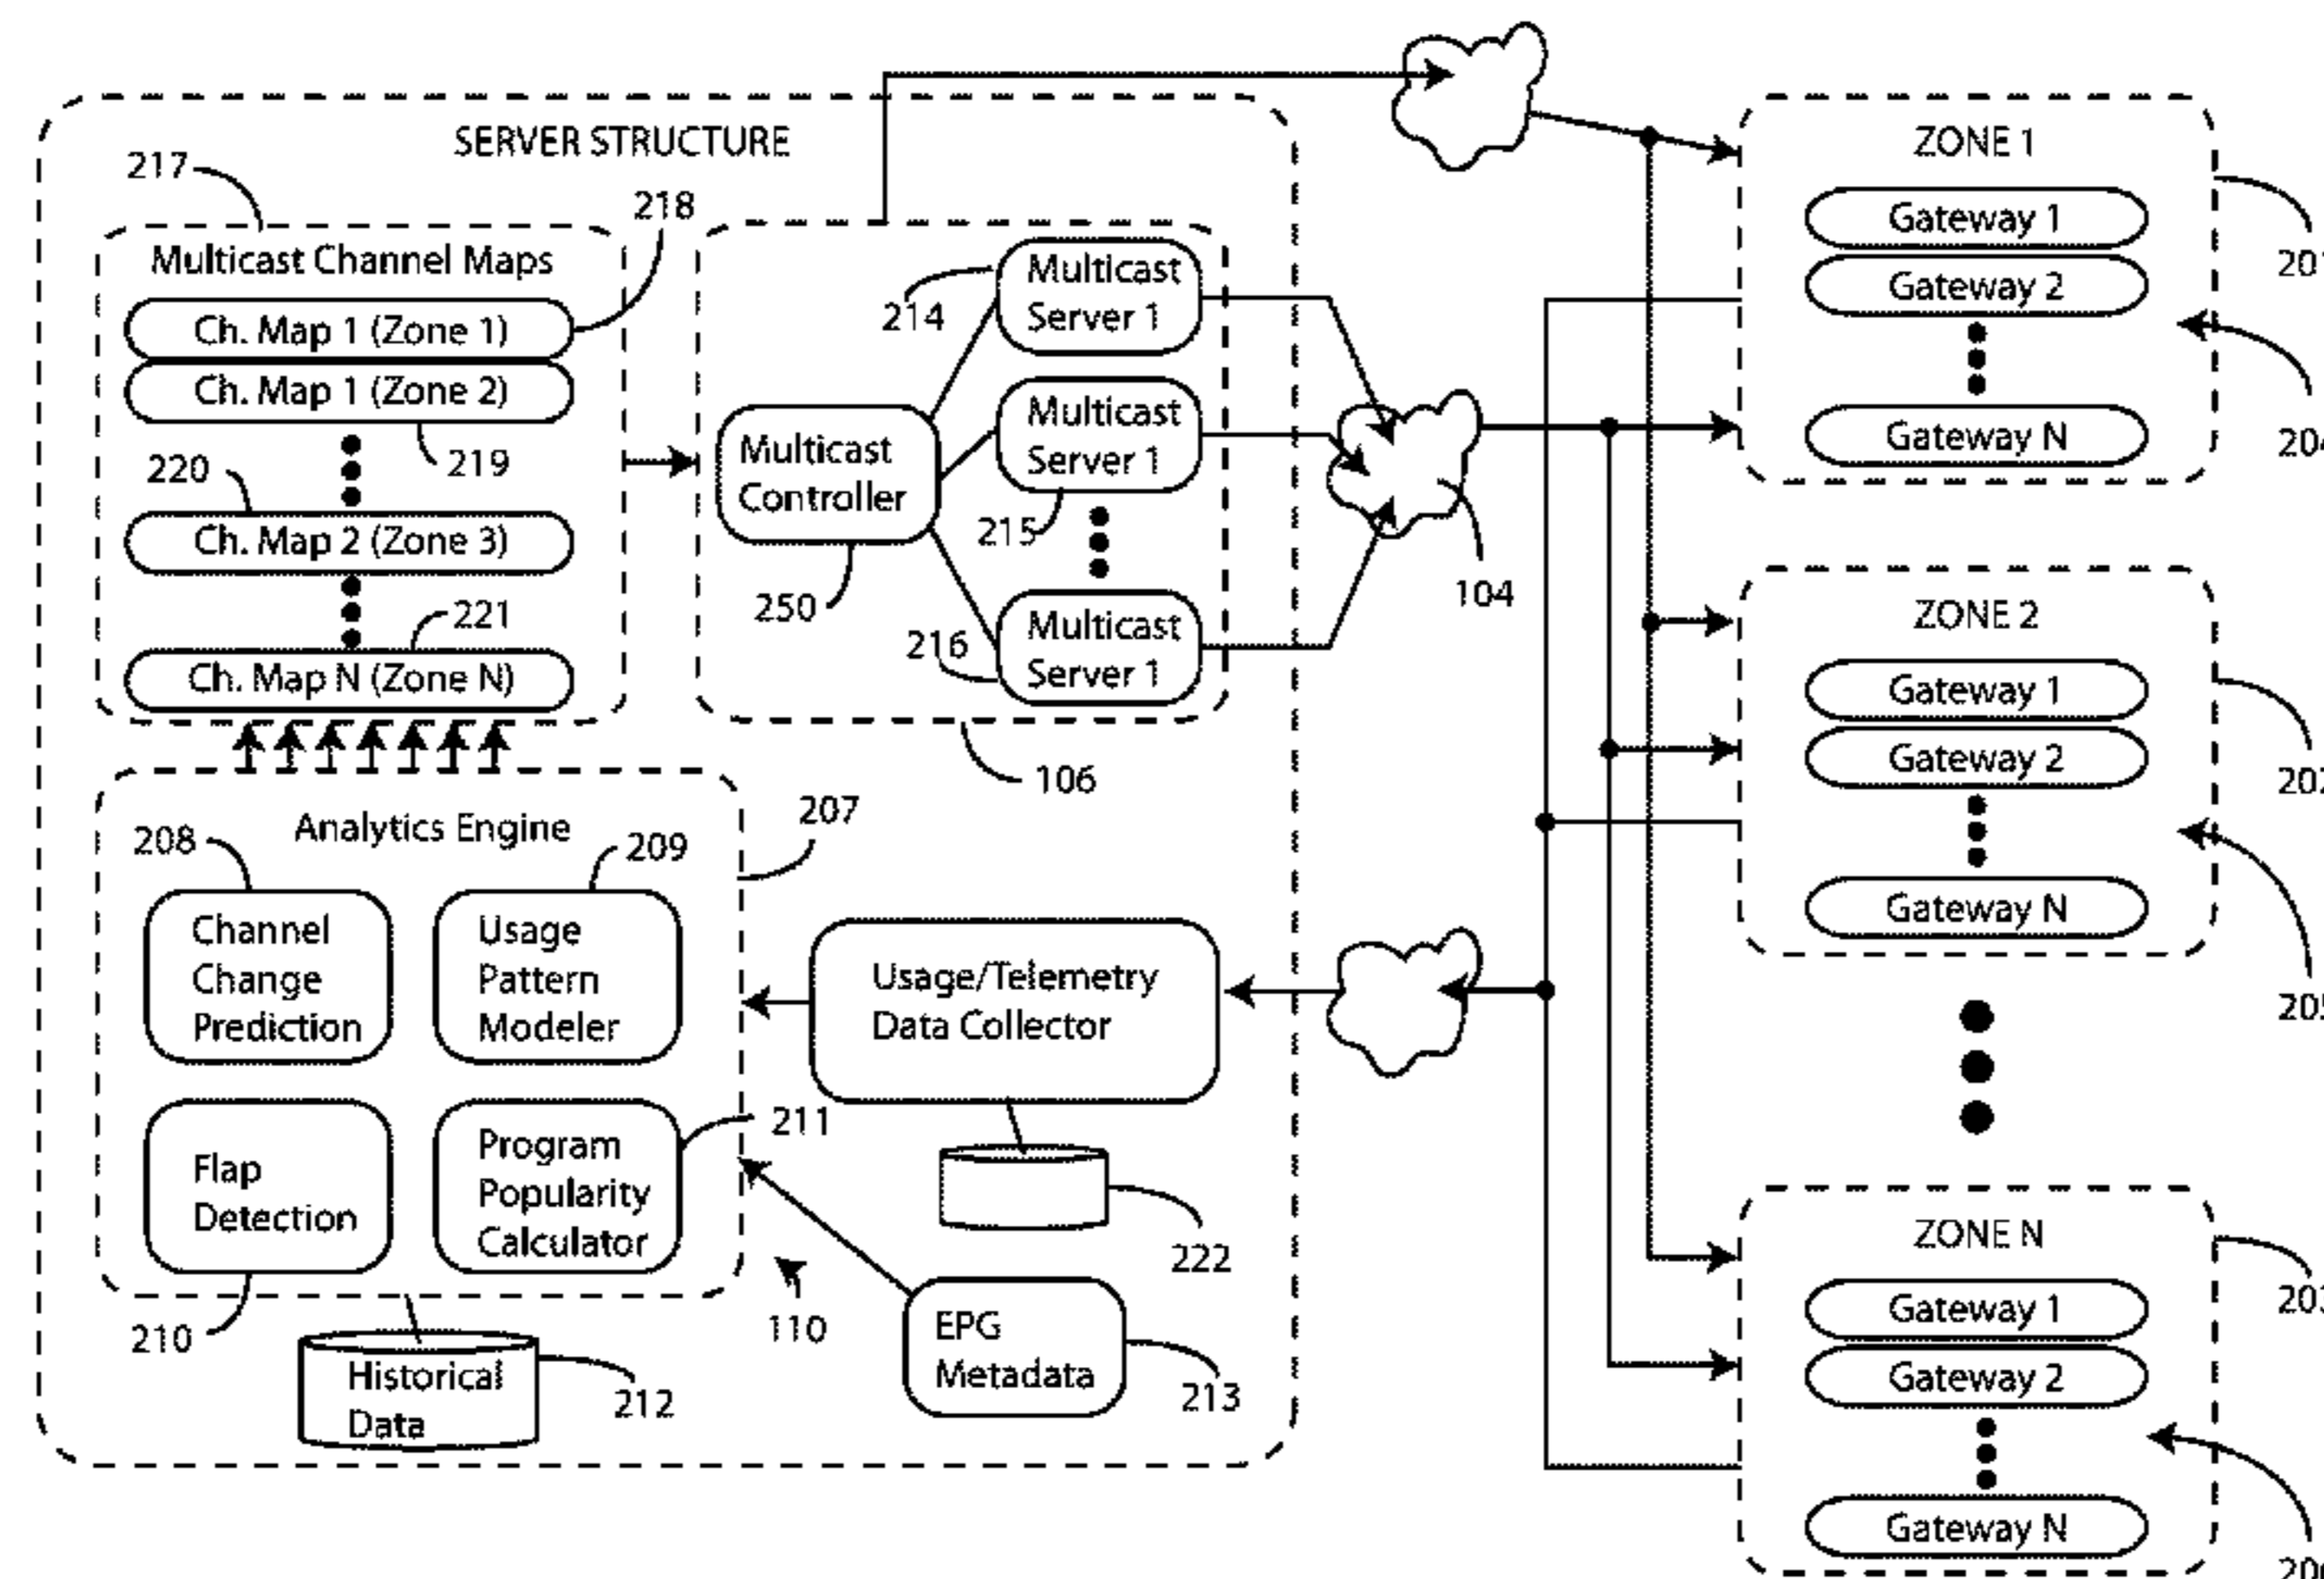 SERVER STRUCTURE
217
218
Multicast Channel Maps
Ch. Map 1 (Zone 1)
Ch. Map 1 (Zone 2)
219
220
Ch. Map 2 (Zone 3)
221
Ch. Map N (Zone N)
Multicast
Controller
250
214
Multicast
Server 1
Multicast
Server 1
215
216
Multicast
Server 1
106
104
207
Analytics Engine
208
209
Channel
Change
Prediction
Usage
Pattern
Modeler
Flap
Detection
Program
Popularity
Calculator
211
210
110
Historical
Data
212
Usage/Telemetry
Data Collector
222
EPG
Metadata
213
ZONE 1
Gateway 1
Gateway 2
Gateway N
ZONE 2
Gateway 1
Gateway 2
Gateway N
ZONE N
Gateway 1
Gateway 2
Gateway N